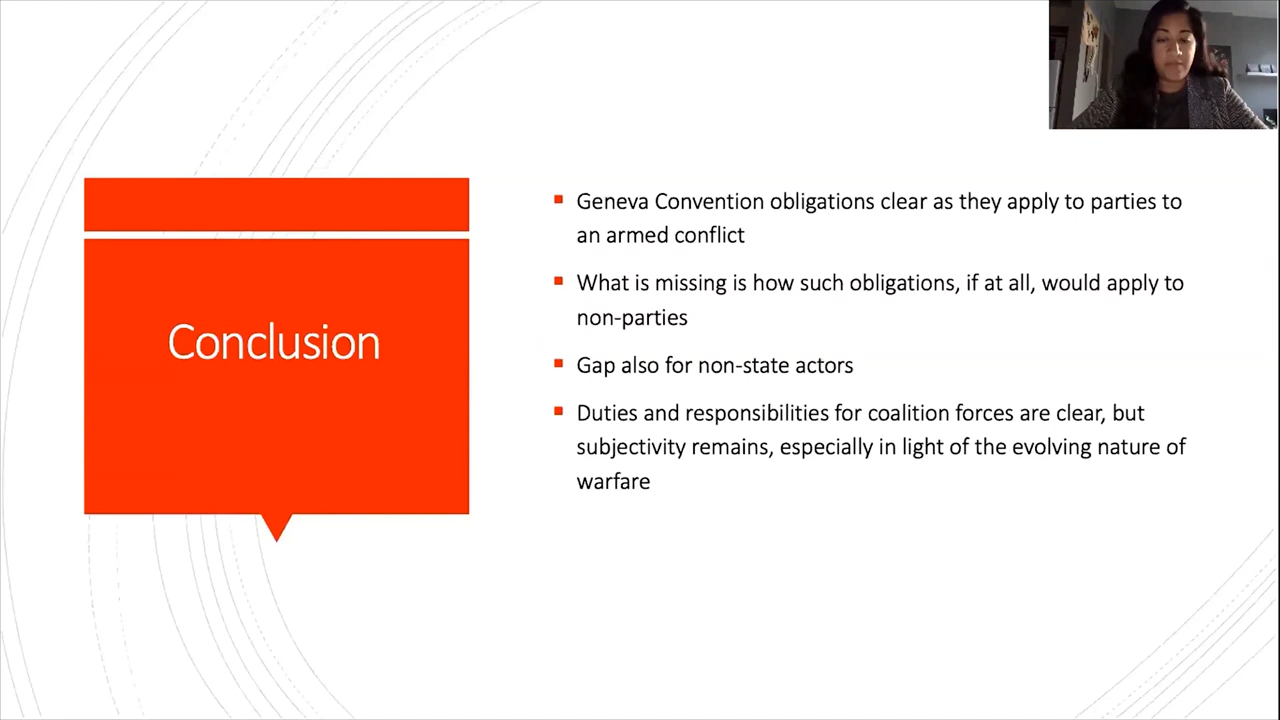 Conclusion
Geneva Convention obligations clear as they apply to parties to
an armed conflict
What is missing is how such obligations, if at all, would apply to
non-parties
Gap also for non-state actors
Duties and responsibilities for coalition forces are clear, but
subjectivity remains, especially in light of the evolving nature of
warfare